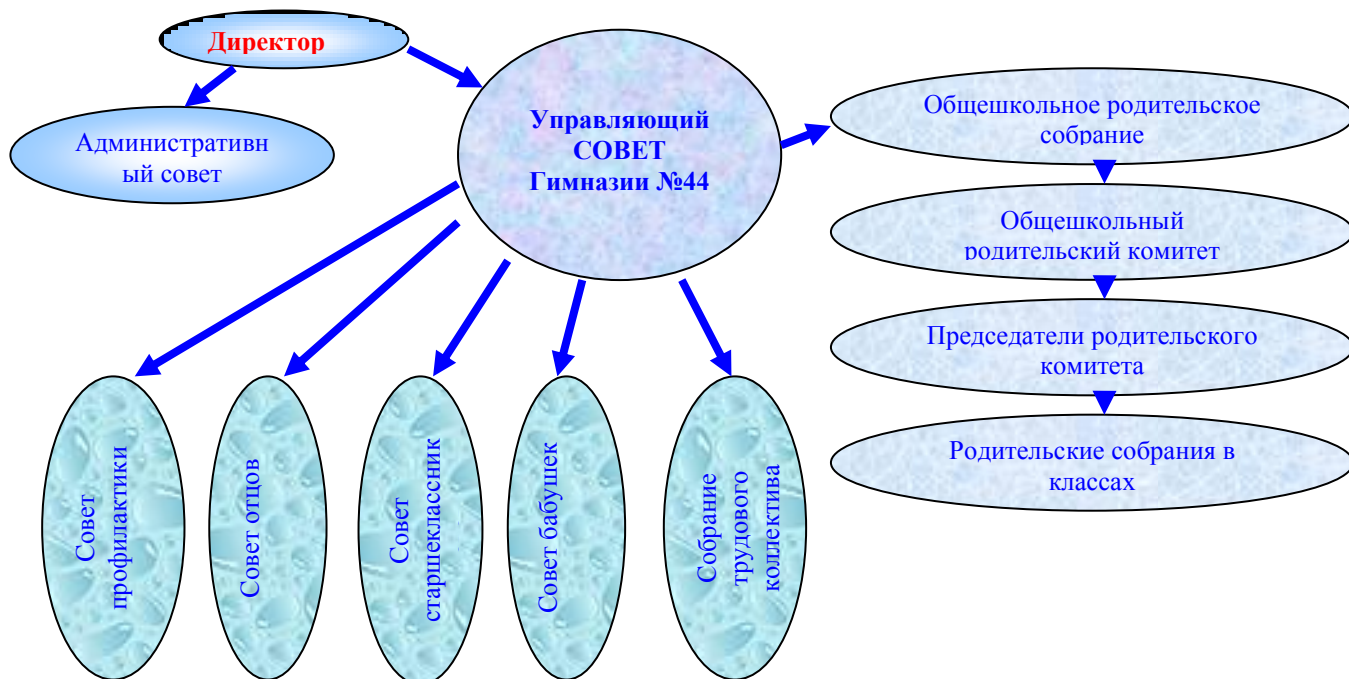 Директор
Административн
ый совет
Управляющий
СОВЕТ
Гимназии №44
Общешкольное родительское
собрание
Общешкольный
родительский комитет
Председатели родительского
комитета
Родительские собрания в
классах
Совет
профилактики
Совет отцов
Совет
старшеклассник
Совет бабушек
Собрание
трудового
коллектива